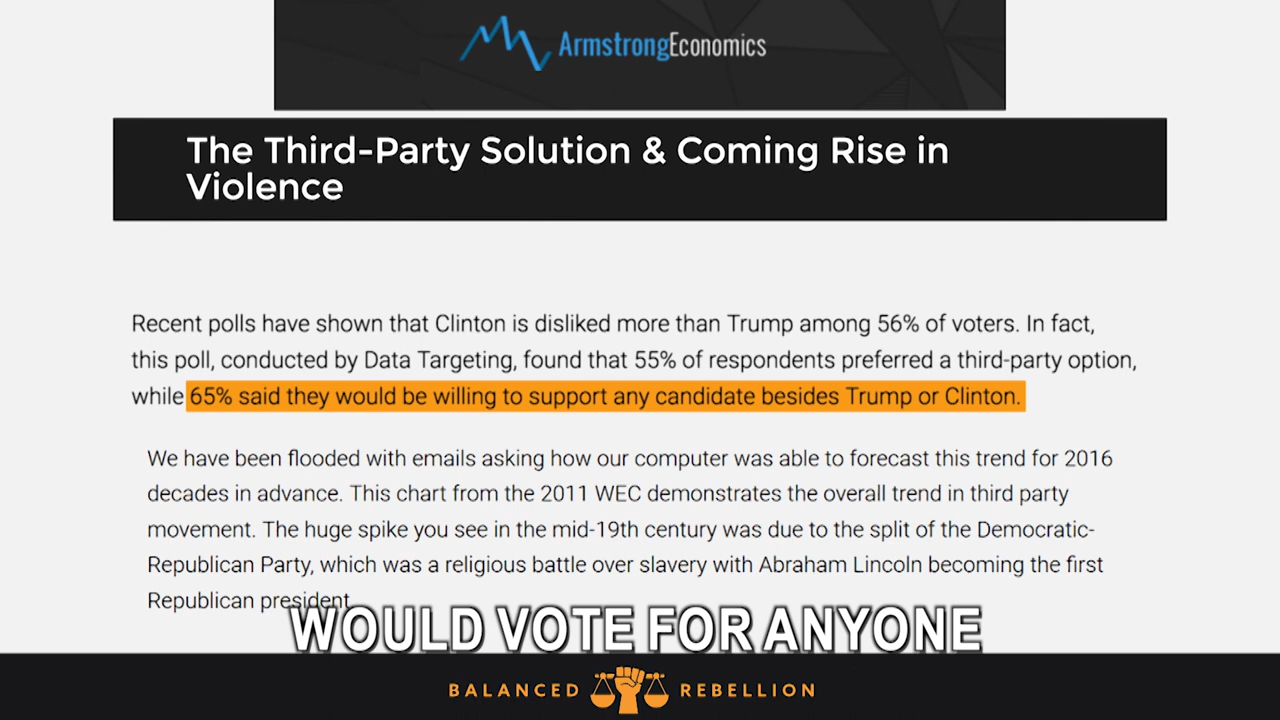 ArmstrongEconomics
The Third-Party Solution & Coming Rise in
Violence
Recent polls have shown that Clinton is disliked more than Trump among 56% of voters. In fact,
this poll, conducted by Data Targeting, found that 55% of respondents preferred a third-party option,
while 65% said they would be willing to support any candidate besides Trump or Clinton.
We have been flooded with emails asking how our computer was able to forecast this trend for 2016
decades in advance. This chart from the 2011 WEC demonstrates the overall trend in third party
movement. The huge spike you see in the mid-19th century was due to the split of the Democratic-
Republican Party, which was a religious battle over slavery with Abraham Lincoln becoming the first
Republican president
WOULD VOTE FOR ANYONE
BALANCED REBELLION